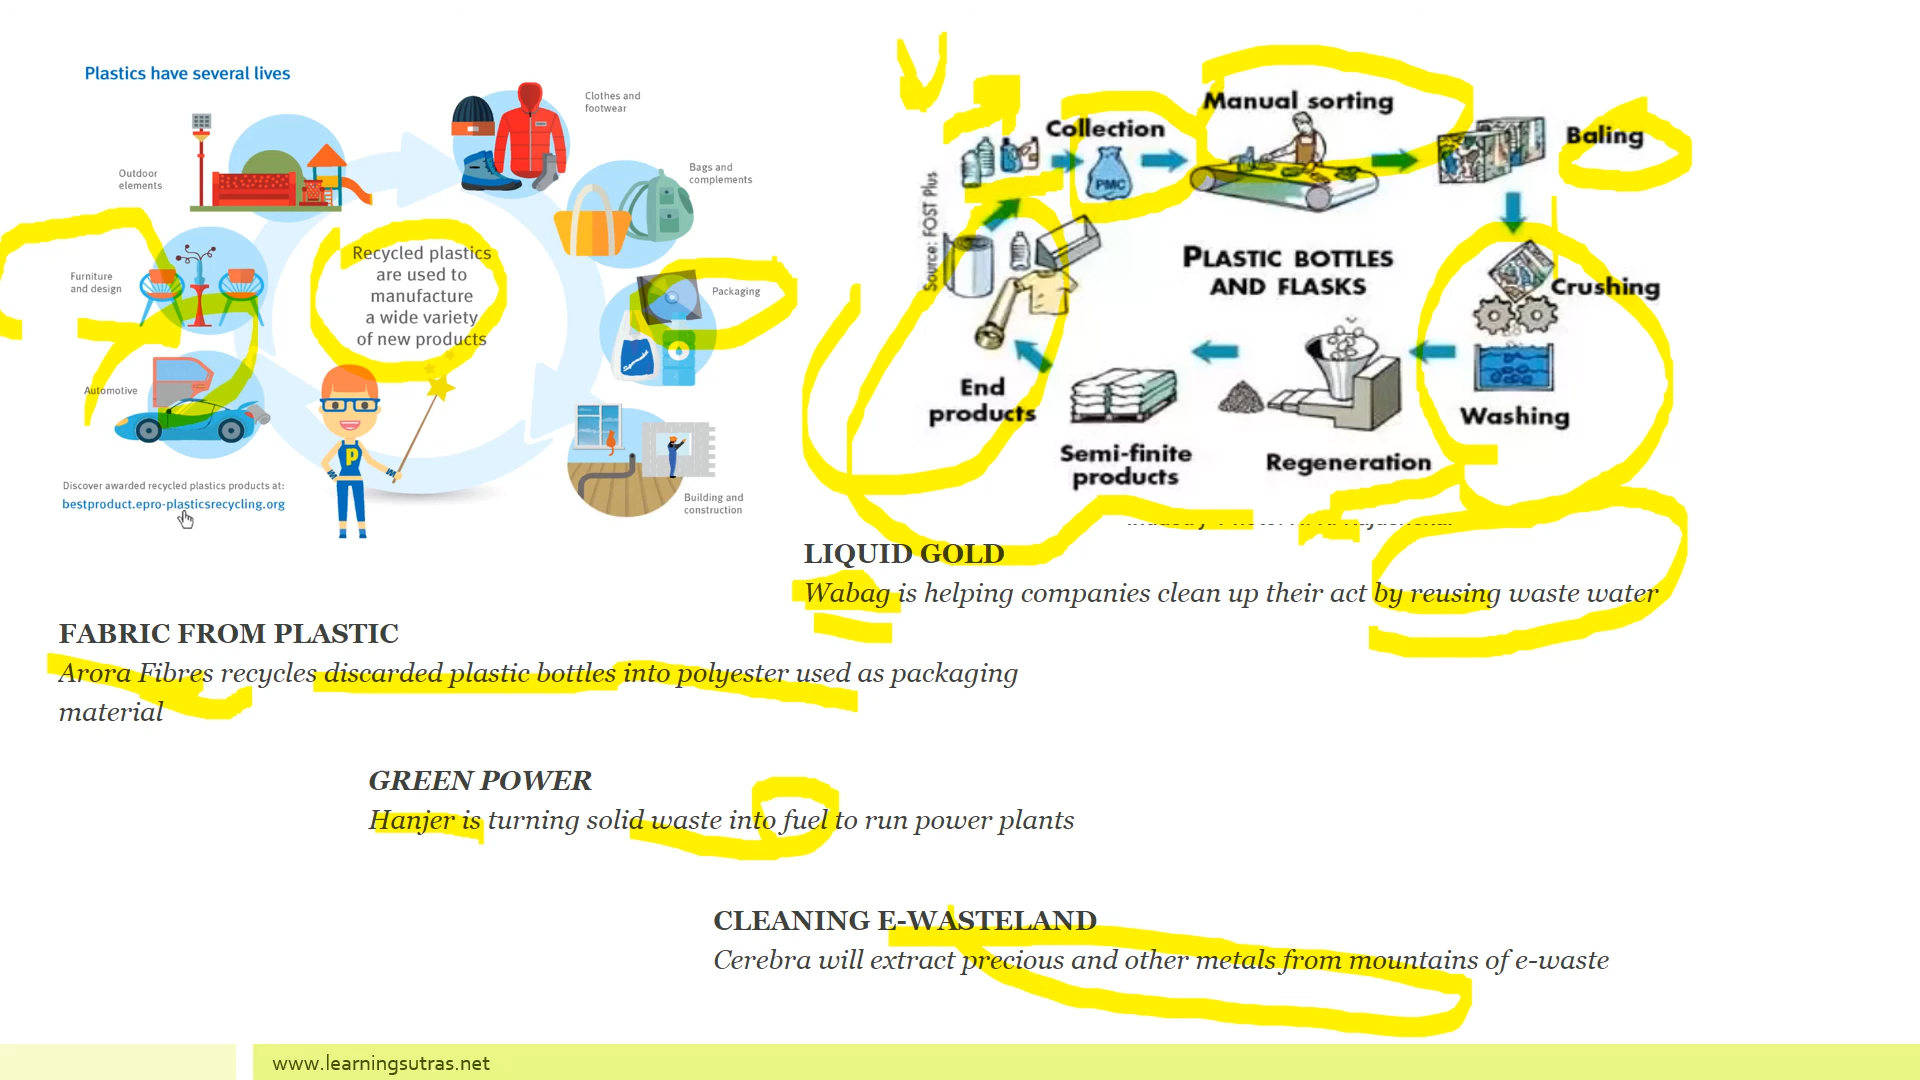 Plastics have several lives
Clothes and
footwear
Outdoor
elements
Bags and
complements
Furniture
and design
Recycled plastics
are used to
manufacture
a wide variety
of new products
Packaging
Automotive
P
Building and
construction
Discover awarded recycled plastics products at:
bestproduct.epro-plasticsrecycling.org
Manual sorting
Collection
Baling
PMC
Source: FOST Plus
PLASTIC BOTTLES
AND FLASKS
Crushing
End
products
Washing
Semi-finite
products
Regeneration
LIQUID GOLD
Wabag is helping companies clean up their act by reusing waste water
FABRIC FROM PLASTIC
Arora Fibres recycles discarded plastic bottles into polyester used as packaging
material
GREEN POWER
Hanjer is turning solid waste into fuel to run power plants
CLEANING E-WASTELAND
Cerebra will extract precious and other metals from mountains of e-waste
www.learningsutras.net